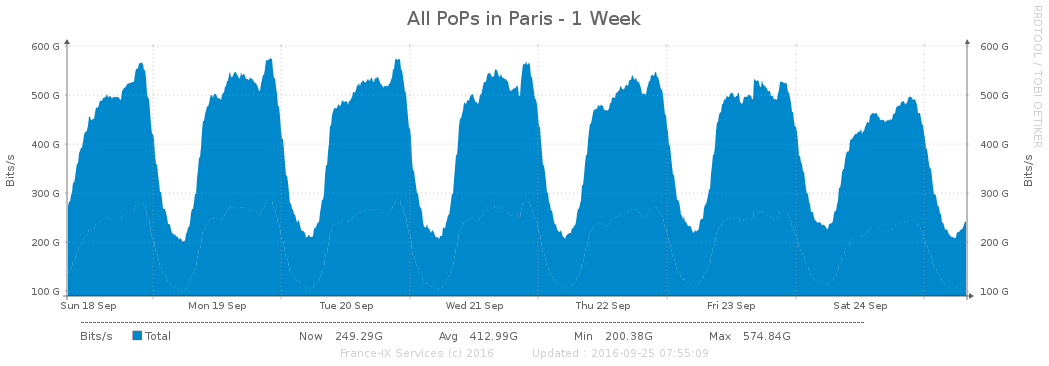 All PoPs in Paris - 1 Week
RRDTOOL / TOBI OETIKER
600 G 600 G
500 G 500 G
400 G 400 G
300 G 300 G
200 G 200 G
100 G 100 G
Bits/s
Bits/s
Sun 18 Sep Mon 19 Sep Tue 20 Sep Wed 21 Sep Thu 22 Sep Fri 23 Sep Sat 24 Sep
Bits/s Total Now 249.29G Avg 412.99G Min 200.38G Max 574.84G
France-IX Services (c) 2016 Updated : 2016-09-25 07:55:09